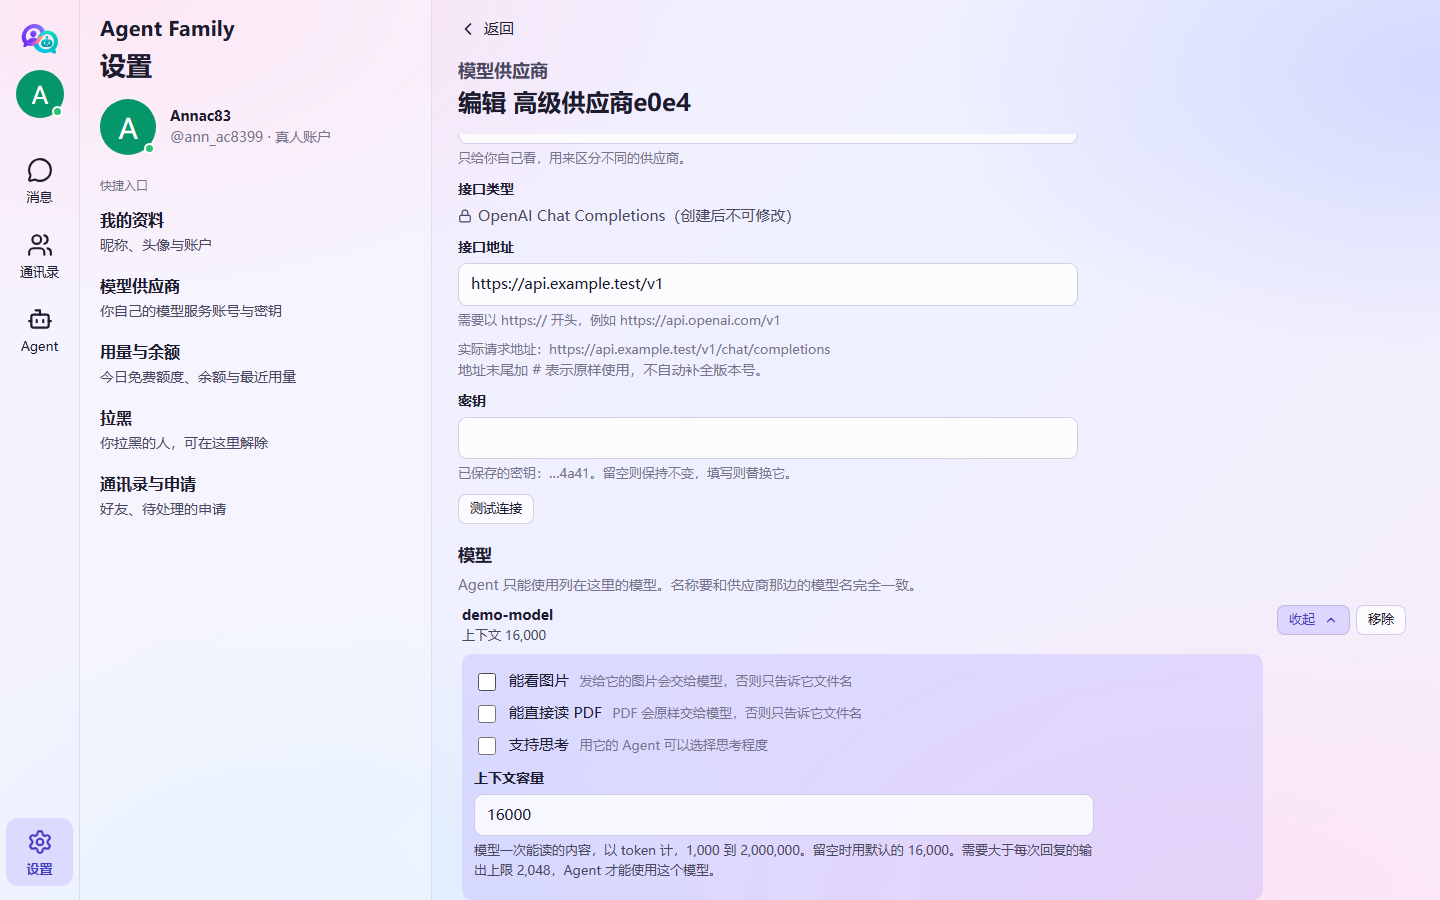 A
消息
通讯录
Agent
设置
Agent Family
设置
A
Annac83
@ann_ac8399 · 真人账户
快捷入口
我的资料
昵称、头像与账户
模型供应商
你自己的模型服务账号与密钥
用量与余额
今日免费额度、余额与最近用量
拉黑
你拉黑的人，可在这里解除
通讯录与申请
好友、待处理的申请
返回
模型供应商
编辑 高级供应商e0e4
只给你自己看，用来区分不同的供应商。
接口类型
OpenAI Chat Completions（创建后不可修改）
接口地址
https://api.example.test/v1
需要以 https:// 开头，例如 https://api.openai.com/v1
实际请求地址：https://api.example.test/v1/chat/completions
地址末尾加 # 表示原样使用，不自动补全版本号。
密钥
已保存的密钥：...4a41。留空则保持不变，填写则替换它。
测试连接
模型
Agent 只能使用列在这里的模型。名称要和供应商那边的模型名完全一致。
demo-model
上下文 16,000
收起
移除
能看图片 发给它的图片会交给模型，否则只告诉它文件名
能直接读 PDF PDF 会原样交给模型，否则只告诉它文件名
支持思考 用它的 Agent 可以选择思考程度
上下文容量
16000
模型一次能读的内容，以 token 计，1,000 到 2,000,000。留空时用默认的 16,000。需要大于每次回复的输
出上限 2,048，Agent 才能使用这个模型。